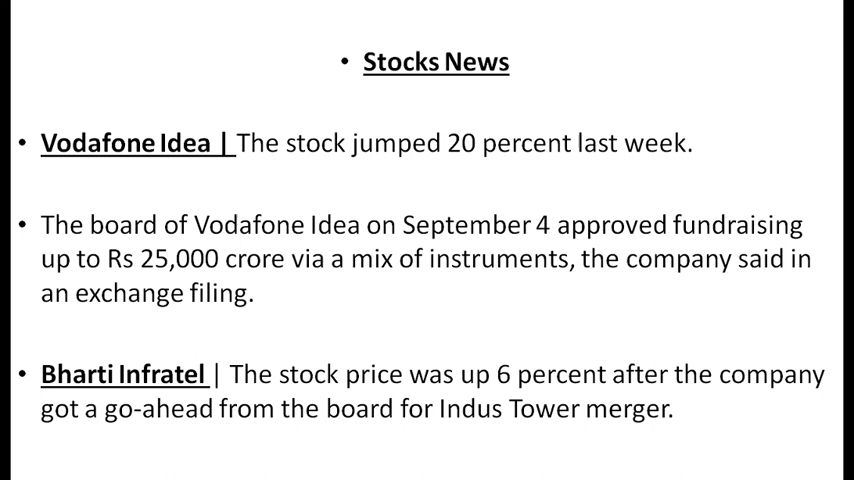 • Stocks News
• Vodafone Idea | The stock jumped 20 percent last week.
• The board of Vodafone Idea on September 4 approved fundraising
up to Rs 25,000 crore via a mix of instruments, the company said in
an exchange filing.
• Bharti Infratel | The stock price was up 6 percent after the company
got a go-ahead from the board for Indus Tower merger.